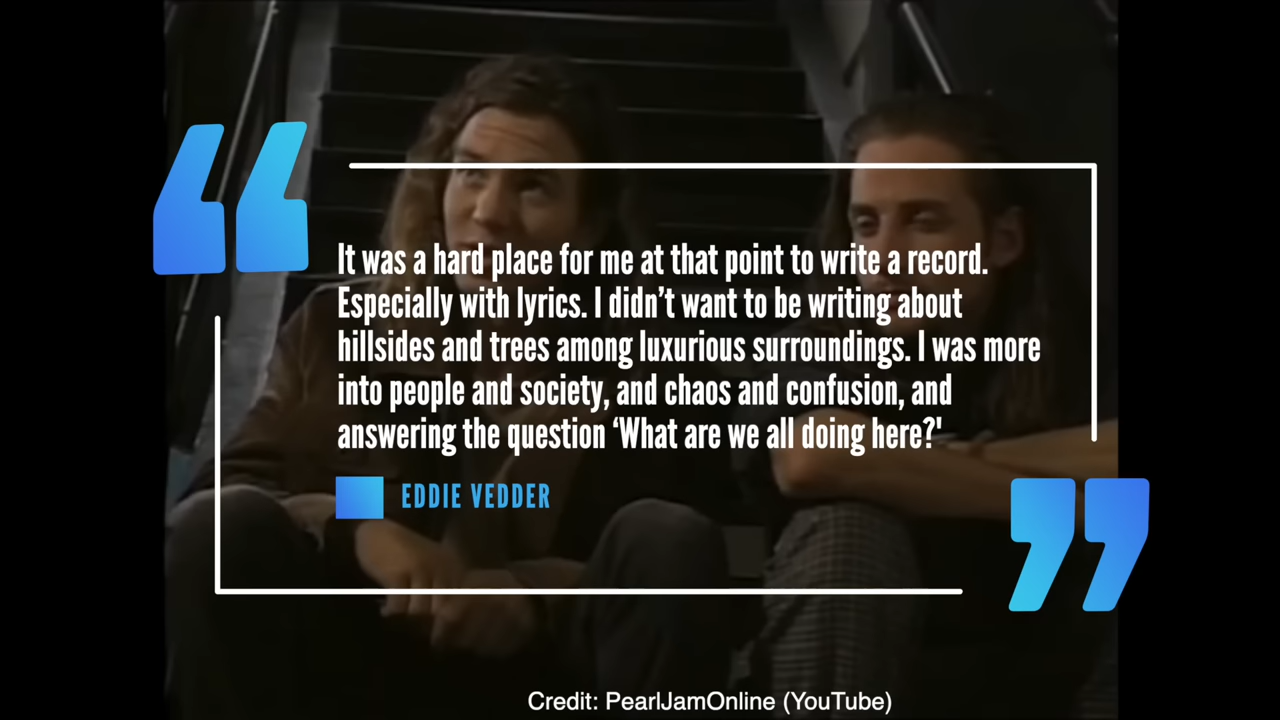 It was a hard place for me at that point to write a record.
Especially with lyrics. I didn’t want to be writing about
hillsides and trees among luxurious surroundings. I was more
into people and society, and chaos and confusion, and
answering the question ‘What are we all doing here?'
EDDIE VEDDER
Credit: PearlJamOnline (YouTube)